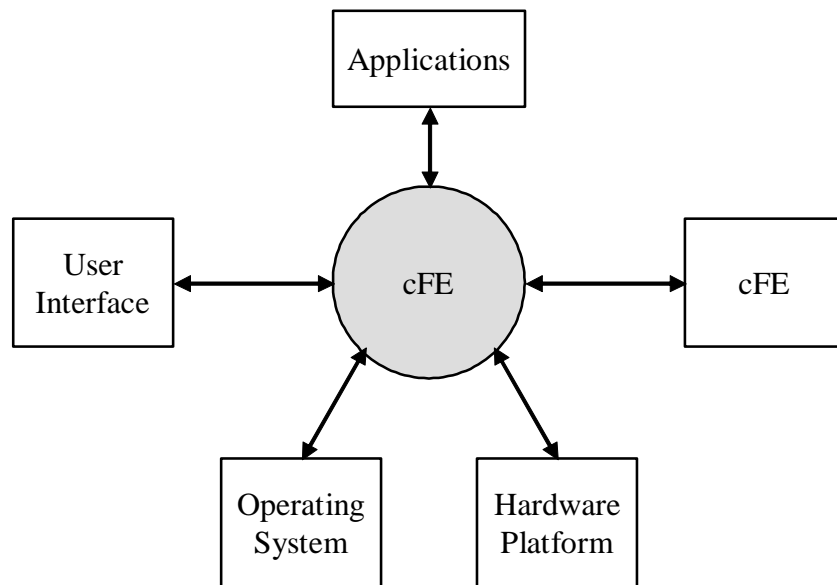 Applications
User
Interface
cFE
cFE
Operating
System
Hardware
Platform